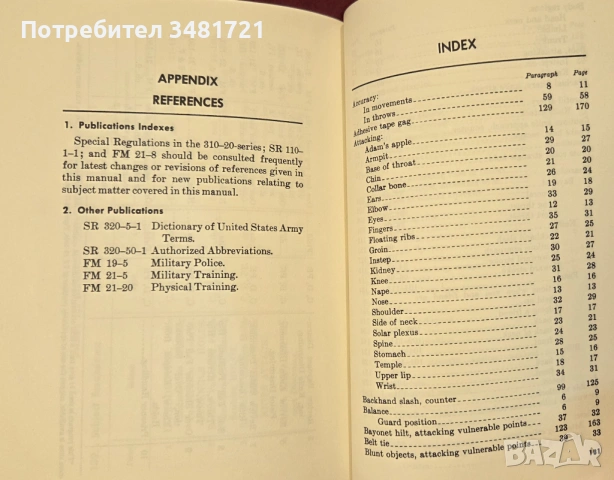 Потребител 3481721
APPENDIX
REFERENCES
1. Publications Indexes
Special Regulations in the 310–20-series; SR 110–
1–1; and FM 21–8 should be consulted frequently
for latest changes or revisions of references given in
this manual and for new publications relating to
subject matter covered in this manual.
2. Other Publications
SR 320–5–1 Dictionary of United States Army
Terms.
SR 320–50–1 Authorized Abbreviations.
FM 19–5 Military Police.
FM 21–5 Military Training.
FM 21–20 Physical Training.
INDEX
Paragraph Page
Accuracy:
In movements 8 11
In throws 59 58
Adhesive tape gag 129 170
Attacking:
Adam's apple 14 15
Armpit 29 27
Base of throat 20 20
Chin 21 21
Collar bone 26 24
Ears 19 18
Elbow 33 29
Eyes 12 13
Fingers 35 31
Floating ribs 27 25
Groin 22 21
Instep 30 27
Kidney 25 24
Knee 31 28
Nape 16 16
Nose 13 13
Shoulder 32 29
Side of neck 17 17
Solar plexus 23 21
Spine 24 23
Stomach 28 25
Temple 15 16
Upper lip 18 17
Wrist 34 31
Backhand slash, counter 99 125
Balance 6 9
Guard position 6 9
Bayonet hilt, attacking vulnerable points 37 32
Belt tie 123 163
Blunt objects, attacking vulnerable points 39 33
181
BAZAR